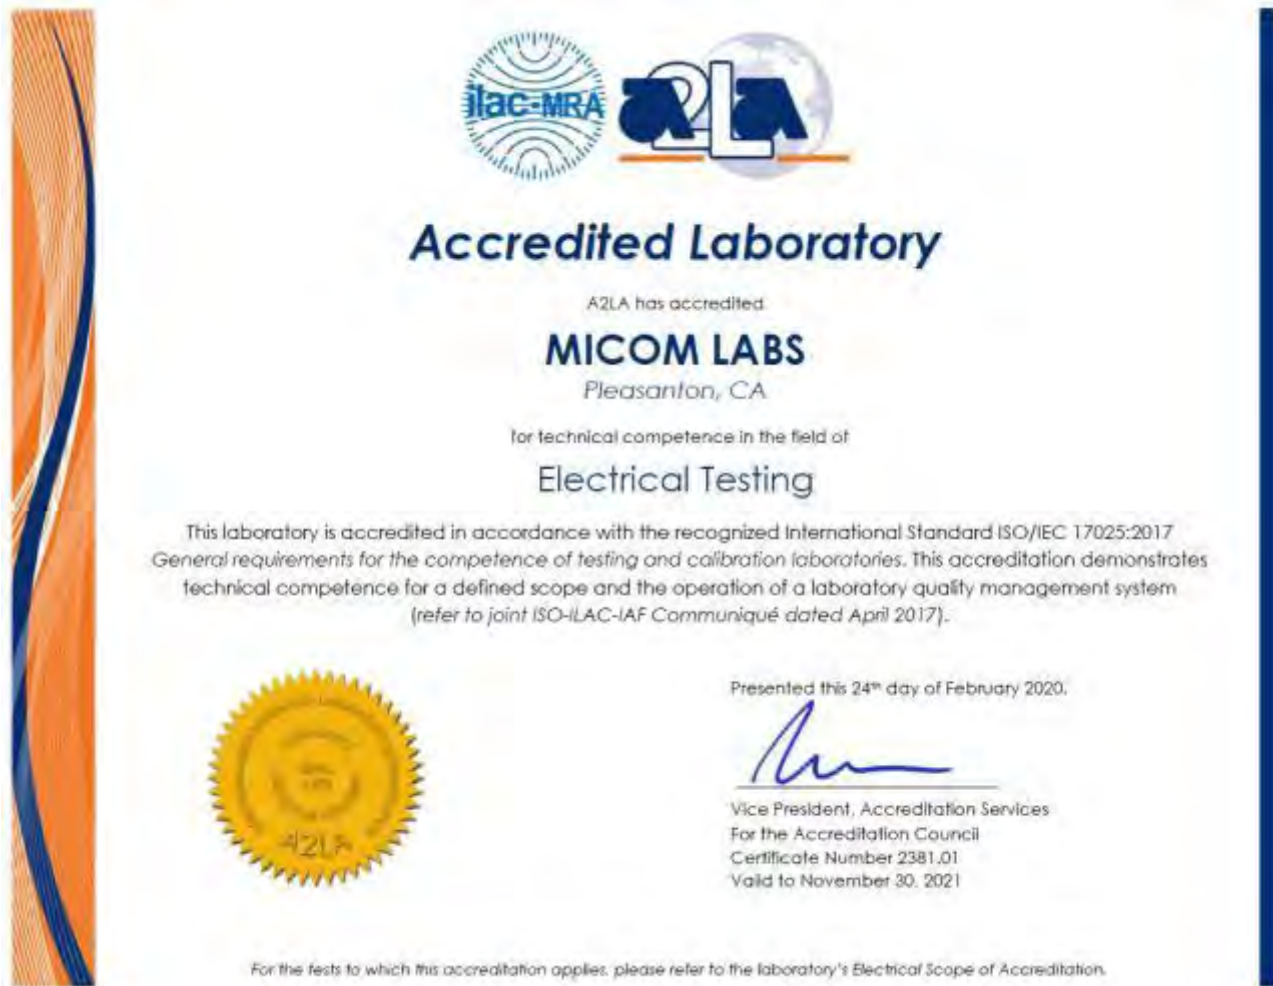 ilac-MRA
A2LA
Accredited Laboratory
A2LA has accredited
MICOM LABS
Pleasanton, CA
for technical competence in the field of
Electrical Testing
This laboratory is accredited in accordance with the recognized International Standard ISO/IEC 17025:2017
General requirements for the competence of testing and calibration laboratories. This accreditation demonstrates
technical competence for a defined scope and the operation of a laboratory quality management system
(refer to joint ISO-ILAC-IAF Communiqué dated April 2017).
Presented this 24th day of February 2020.
Vice President, Accreditation Services
For the Accreditation Council
Certificate Number 2381.01
Valid to November 30, 2021
A2LA
For the tests to which this accreditation applies, please refer to the laboratory's Electrical Scope of Accreditation.